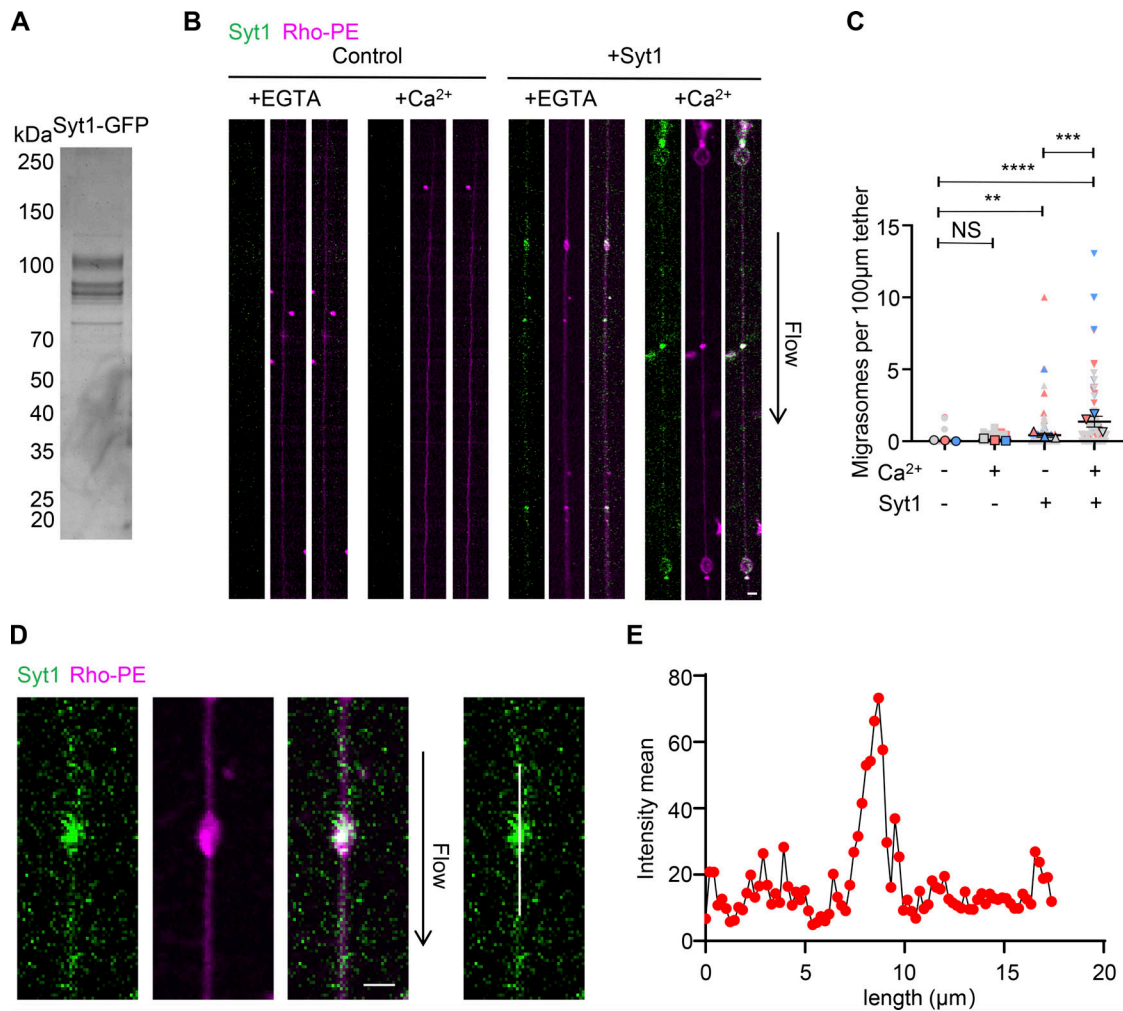 A
kDa Syt1-GFP
250
150
100
70
50
40
35
25
20
B
Syt1 Rho-PE
Control +Syt1
+EGTA +Ca²⁺ +EGTA +Ca²⁺
Flow
C
***
****
**
NS
Migrasomes per 100μm tether
15
10
5
0
Ca²⁺ - + - +
Syt1 - - + +
D
Syt1 Rho-PE
Flow
E
Intensity mean
80
60
40
20
0
0 5 10 15 20
length (μm)